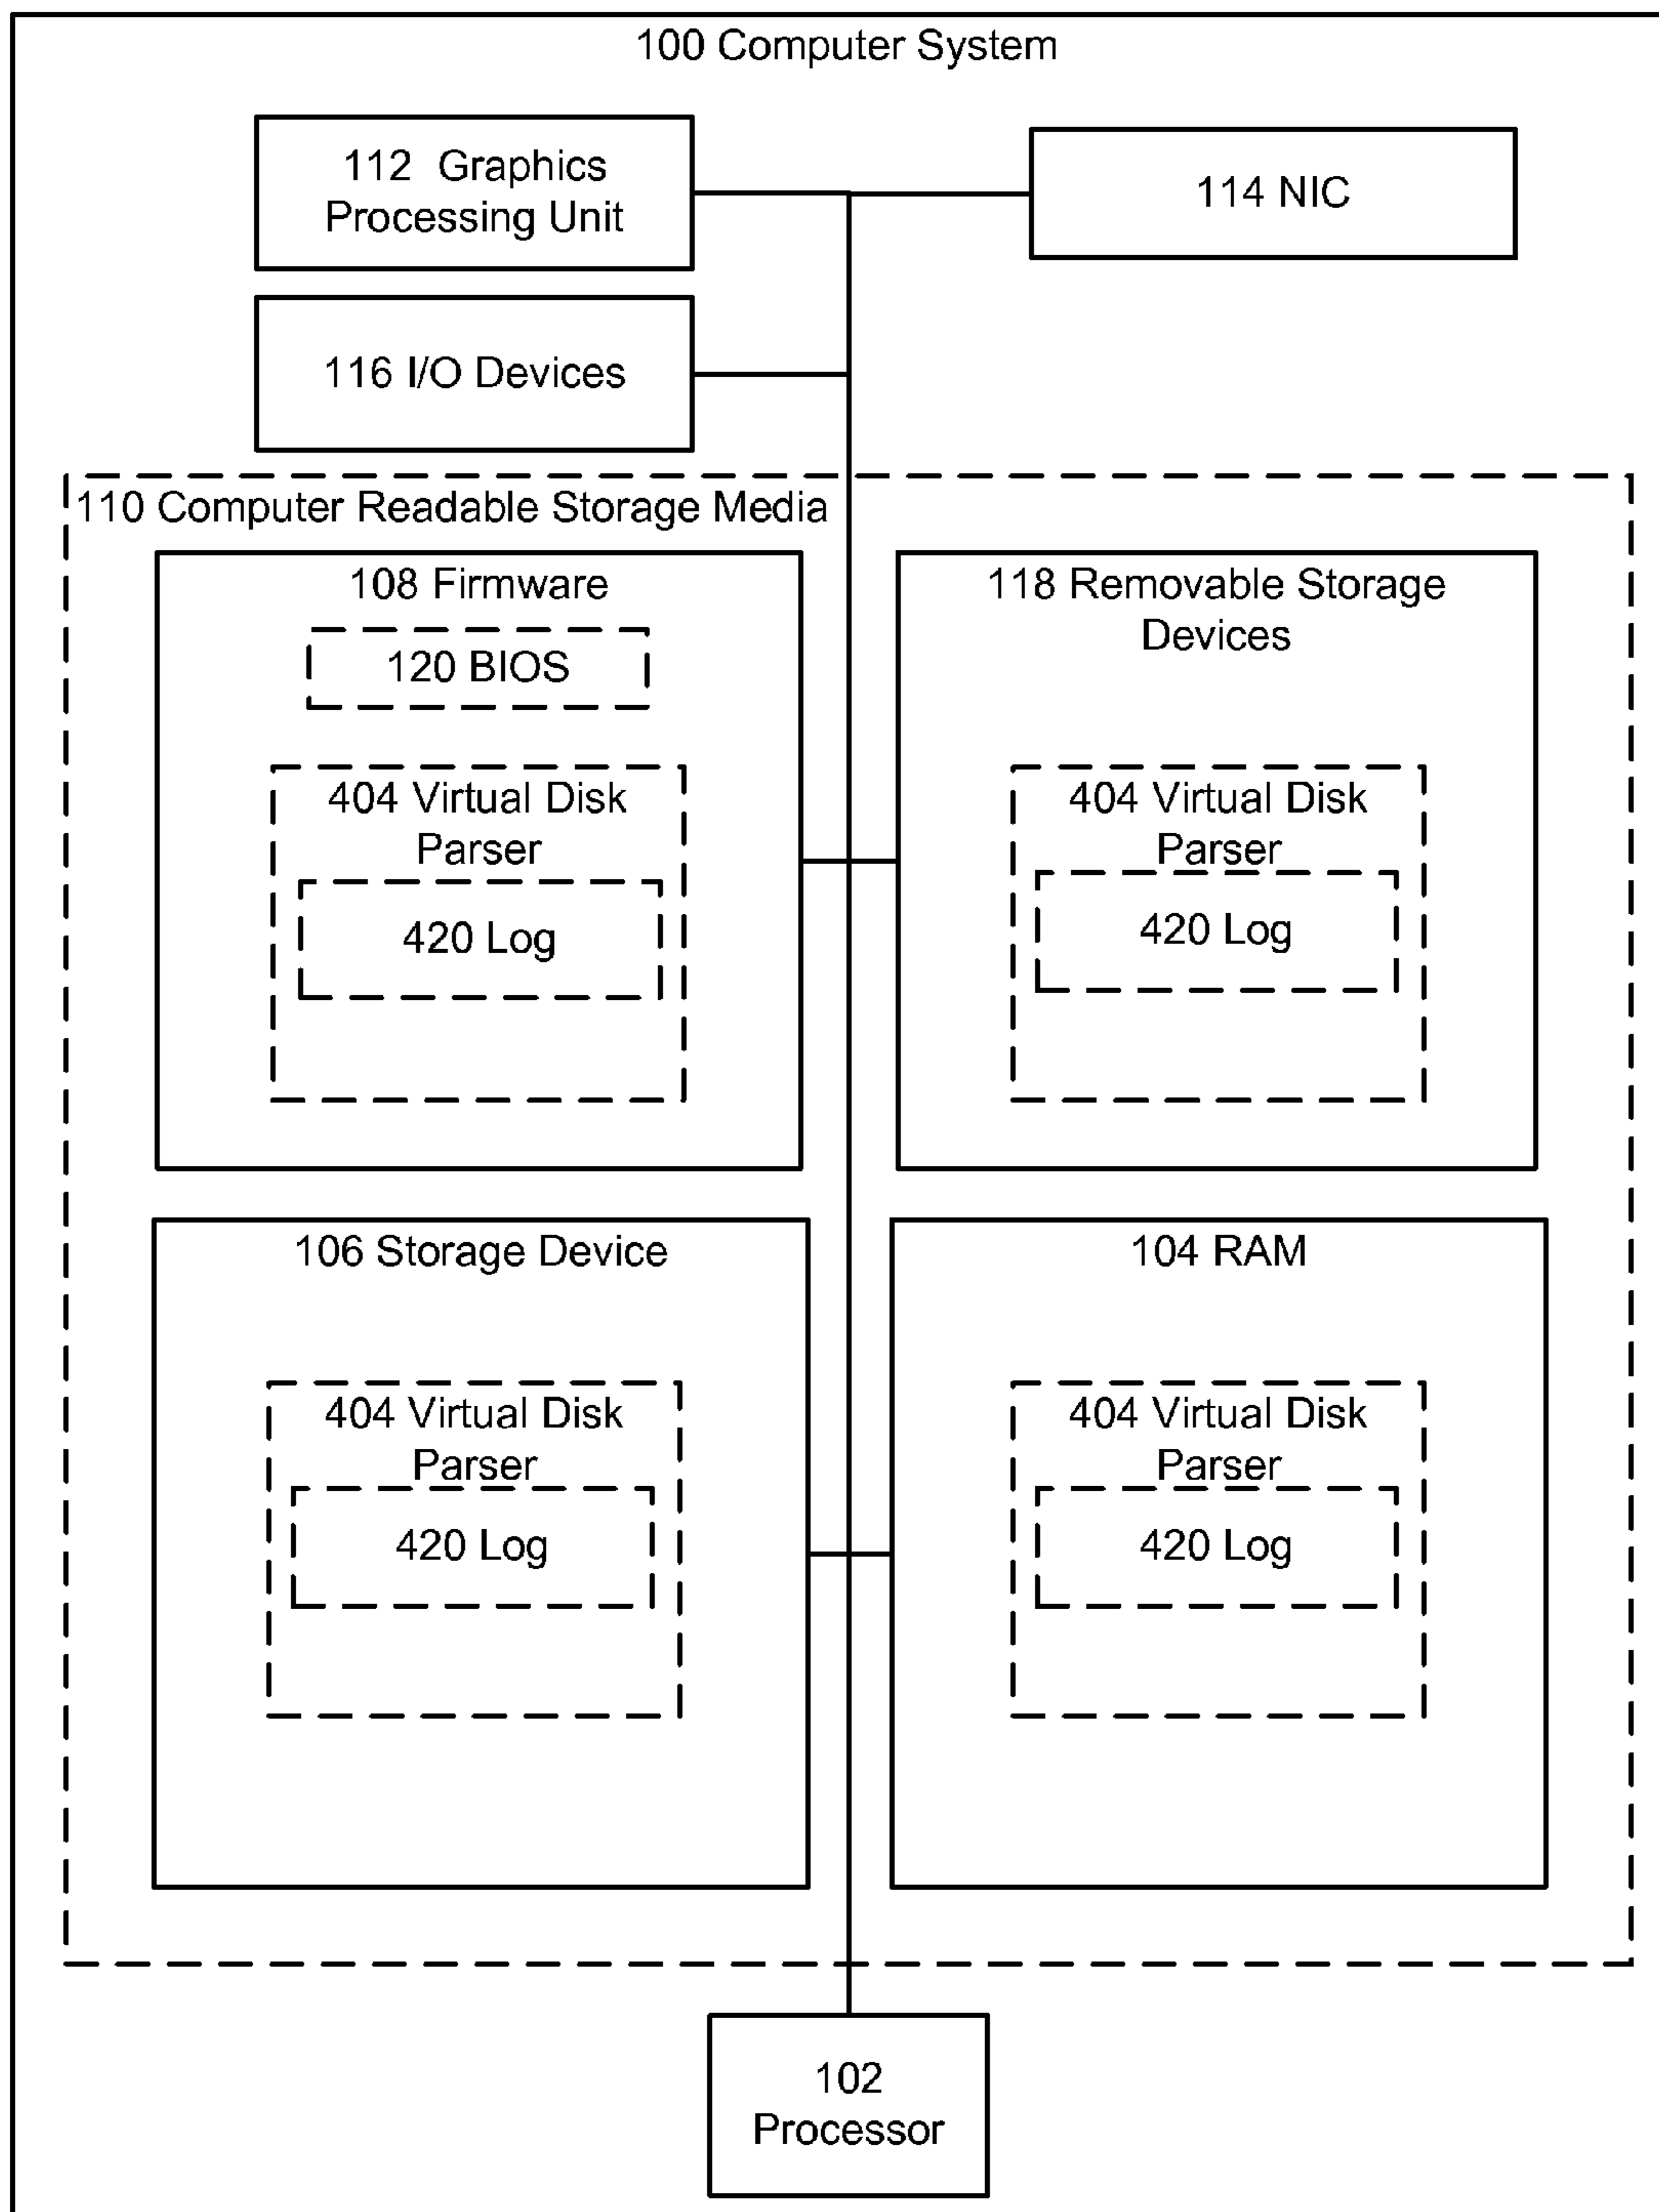 100 Computer System
112 Graphics
Processing Unit
114 NIC
116 I/O Devices
110 Computer Readable Storage Media
108 Firmware
120 BIOS
404 Virtual Disk
Parser
420 Log
118 Removable Storage
Devices
404 Virtual Disk
Parser
420 Log
106 Storage Device
404 Virtual Disk
Parser
420 Log
104 RAM
404 Virtual Disk
Parser
420 Log
102
Processor